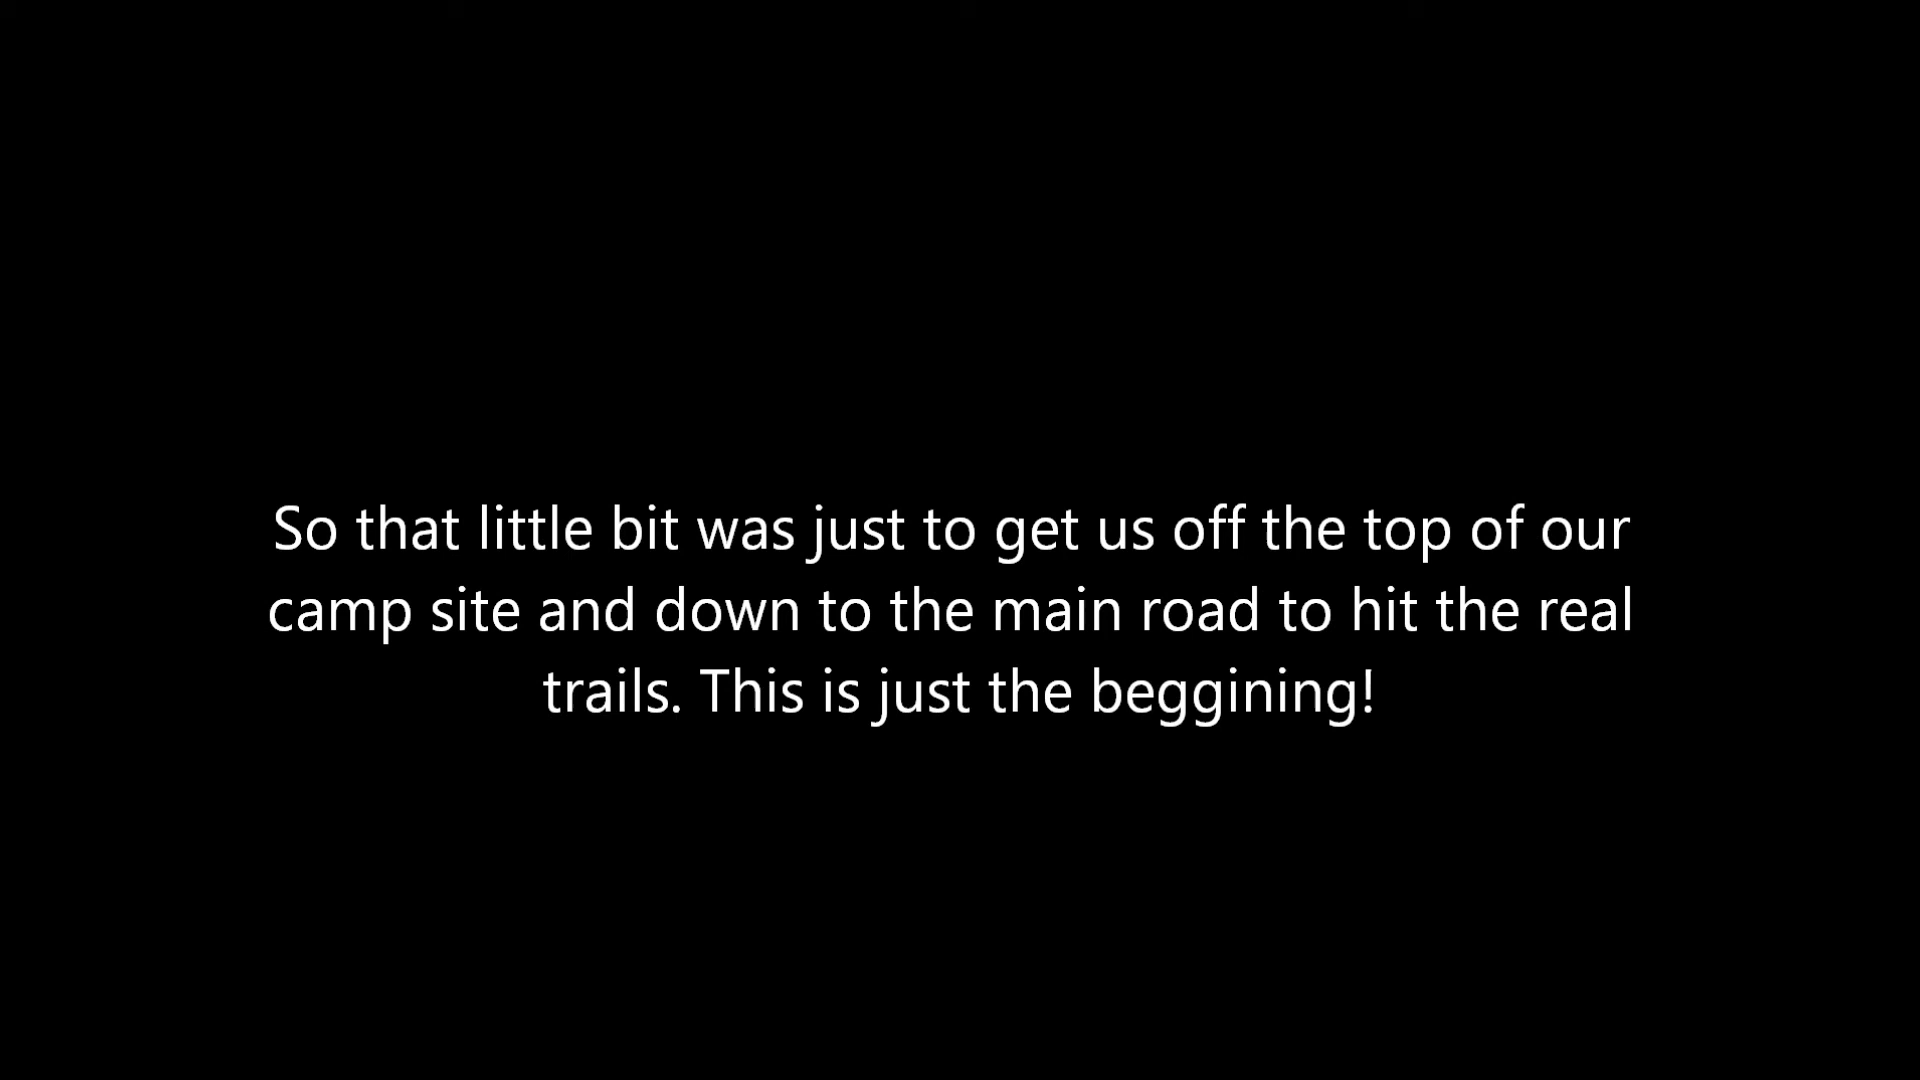 So that little bit was just to get us off the top of our
camp site and down to the main road to hit the real
trails. This is just the beggining!